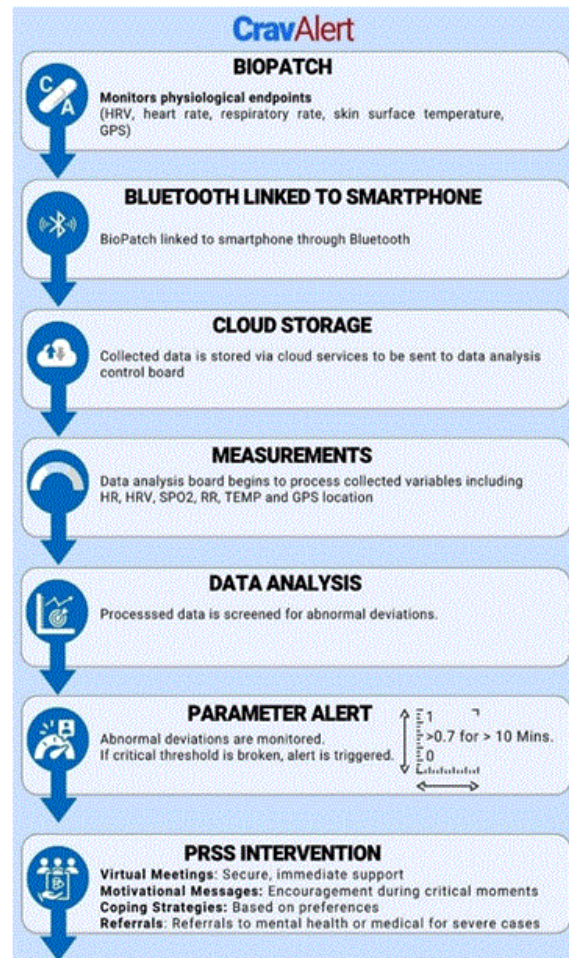 CravAlert
BIOPATCH
C
A
Monitors physiological endpoints
(HRV, heart rate, respiratory rate, skin surface temperature,
GPS)
BLUETOOTH LINKED TO SMARTPHONE
BioPatch linked to smartphone through Bluetooth
CLOUD STORAGE
Collected data is stored via cloud services to be sent to data analysis
control board
MEASUREMENTS
Data analysis board begins to process collected variables including
HR, HRV, SPO2, RR, TEMP and GPS location
DATA ANALYSIS
Processsed data is screened for abnormal deviations.
PARAMETER ALERT
Abnormal deviations are monitored.
If critical threshold is broken, alert is triggered.
1
>0.7 for > 10 Mins.
0
PRSS INTERVENTION
Virtual Meetings: Secure, immediate support
Motivational Messages: Encouragement during critical moments
Coping Strategies: Based on preferences
Referrals: Referrals to mental health or medical for severe cases